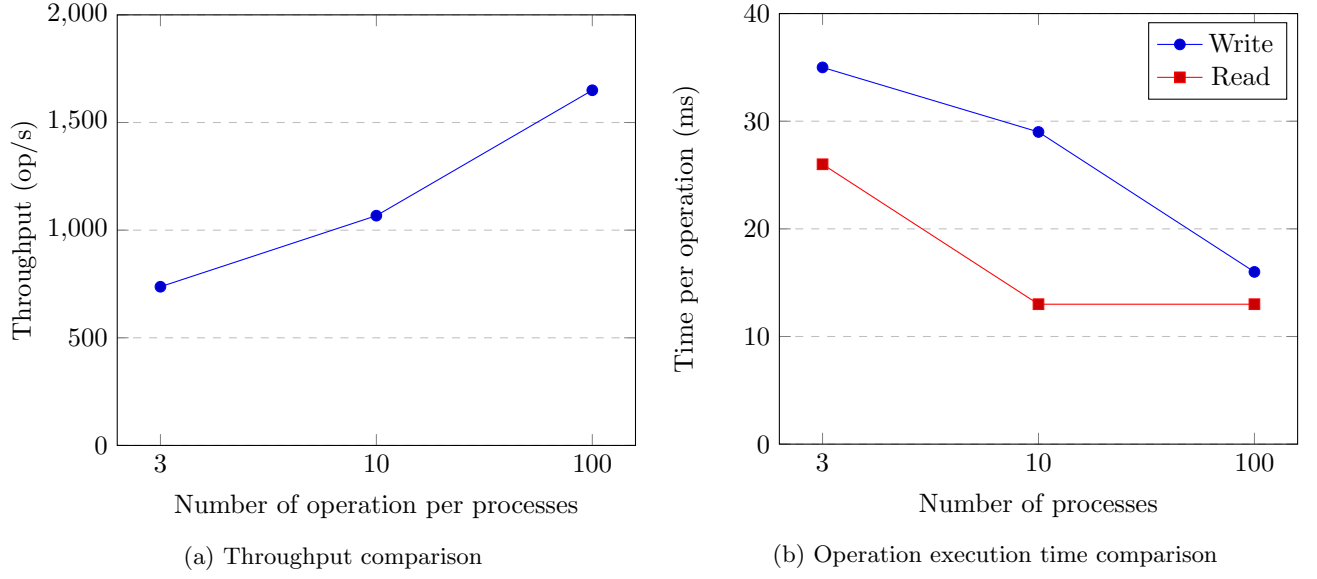 2,000
1,500
1,000
500
0
Throughput (op/s)
3 10 100
Number of operation per processes
(a) Throughput comparison
40
30
20
10
0
Time per operation (ms)
Write
Read
3 10 100
Number of processes
(b) Operation execution time comparison